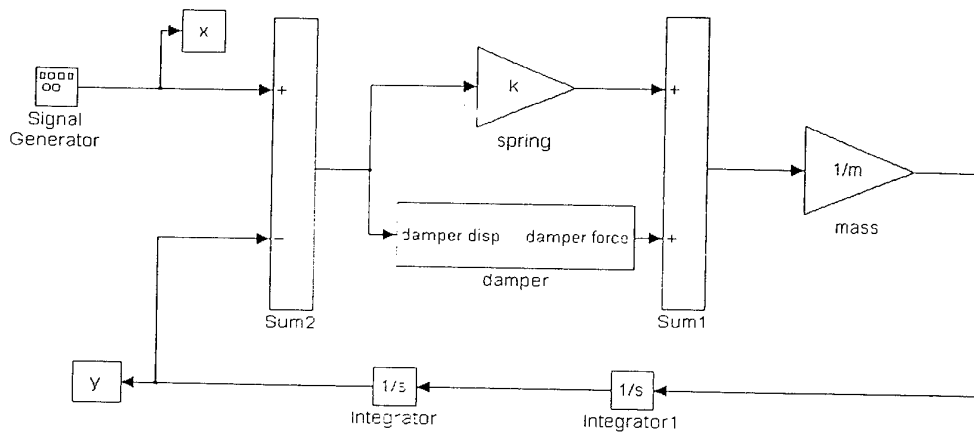 x
+
k
+
Signal
Generator
spring
1/m
mass
−
damper disp damper force
+
damper
Sum2
Sum1
y
1/s
1/s
Integrator
Integrator1